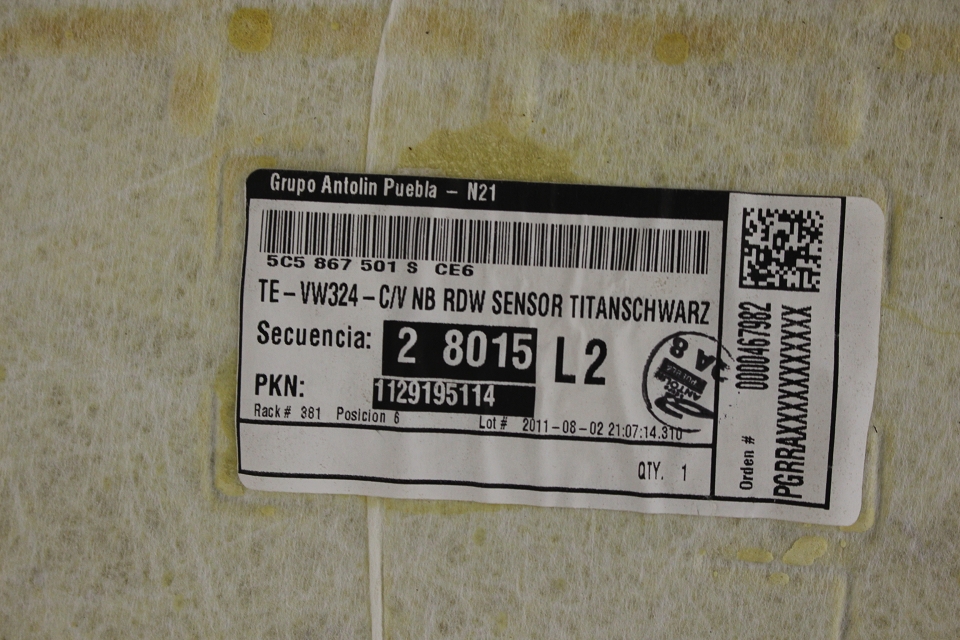 Grupo Antolin Puebla - N21
5C5 867 501 S CE6
TE-VW324-C/V NB RDW SENSOR TITANSCHWARZ
Secuencia: 2 8015 L2
PKN: 1129195114
Rack# 381 Posicion 6 Lot# 2011-08-02 21:07:14.310
QTY. 1
Orden # 0000467982
PGRRAXXXXXXXXXXXXX